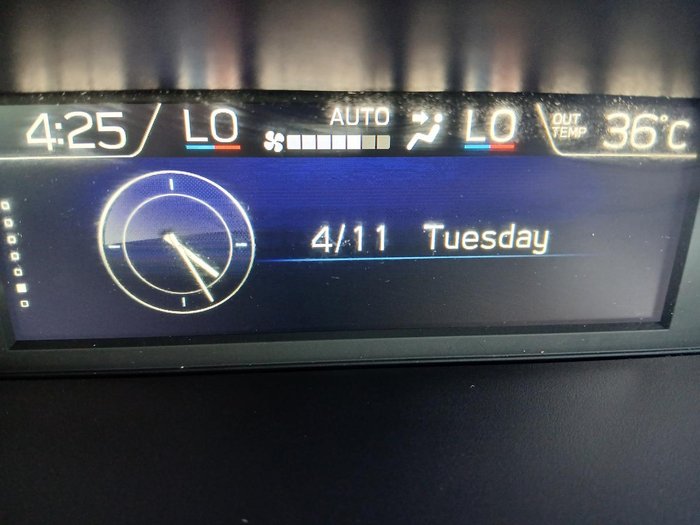 4:25 LO AUTO LO OUT TEMP 36°C
4/11 Tuesday